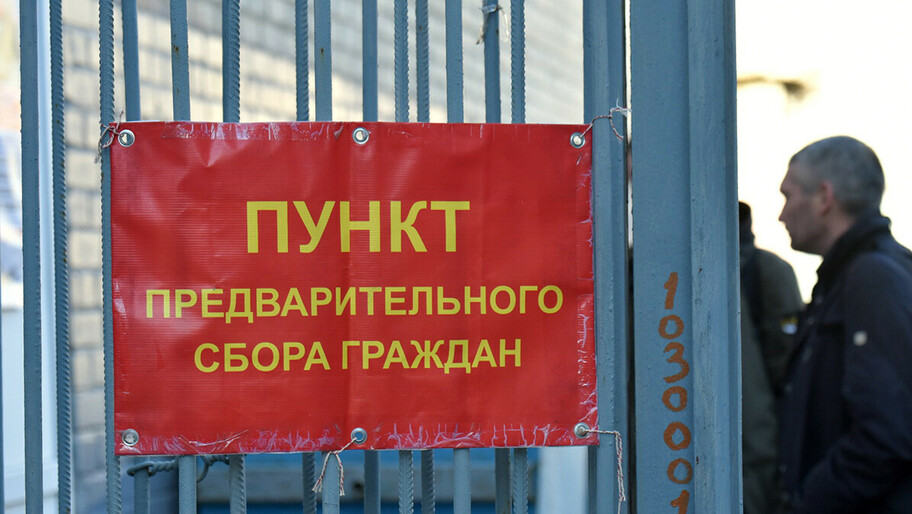 ПУНКТ
ПРЕДВАРИТЕЛЬНОГО
СБОРА ГРАЖДАН
1030001